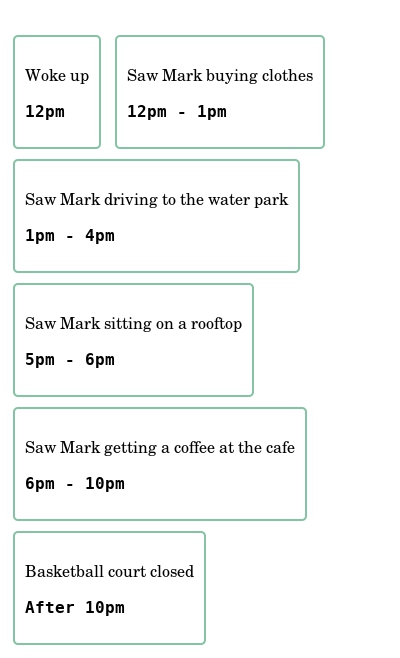 Woke up
12pm
Saw Mark buying clothes
12pm - 1pm
Saw Mark driving to the water park
1pm - 4pm
Saw Mark sitting on a rooftop
5pm - 6pm
Saw Mark getting a coffee at the cafe
6pm - 10pm
Basketball court closed
After 10pm